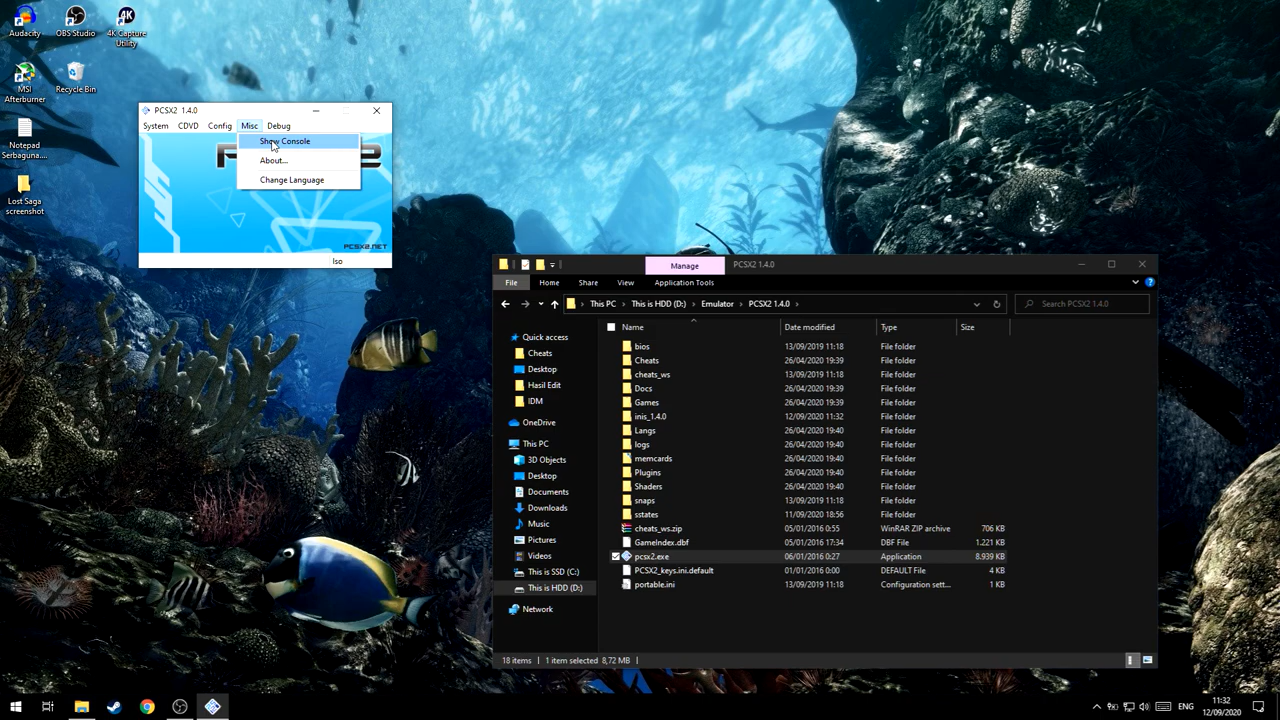 Audacity
OBS Studio
4K Capture
Utility
MSI
Afterburner
Recycle Bin
Notepad
Serbaguna....
Lost Saga
screenshot
PCSX2 1.4.0
System CDVD Config Misc Debug
Show Console
About...
Change Language
PCSX2.NET
Iso
Manage PCSX2 1.4.0
File Home Share View Application Tools
This PC › This is HDD (D:) › Emulator › PCSX2 1.4.0 ›
Search PCSX2 1.4.0
Quick access
Cheats
Desktop
Hasil Edit
IDM
OneDrive
This PC
3D Objects
Desktop
Documents
Downloads
Music
Pictures
Videos
This is SSD (C:)
This is HDD (D:)
Network
Name Date modified Type Size
bios 13/09/2019 11:18 File folder
Cheats 26/04/2020 19:39 File folder
cheats_ws 13/09/2019 11:18 File folder
Docs 26/04/2020 19:39 File folder
Games 26/04/2020 19:39 File folder
inis_1.4.0 12/09/2020 11:32 File folder
Langs 26/04/2020 19:40 File folder
logs 26/04/2020 19:40 File folder
memcards 26/04/2020 19:40 File folder
Plugins 26/04/2020 19:40 File folder
Shaders 26/04/2020 19:40 File folder
snaps 13/09/2019 11:18 File folder
sstates 11/09/2020 18:56 File folder
cheats_ws.zip 05/01/2016 0:55 WinRAR ZIP archive 706 KB
GameIndex.dbf 05/01/2016 17:34 DBF File 1.221 KB
pcsx2.exe 06/01/2016 0:27 Application 8.939 KB
PCSX2_keys.ini.default 01/01/2016 0:00 DEFAULT File 4 KB
portable.ini 13/09/2019 11:18 Configuration sett... 1 KB
18 items 1 item selected 8,72 MB
ENG
11:32
12/09/2020